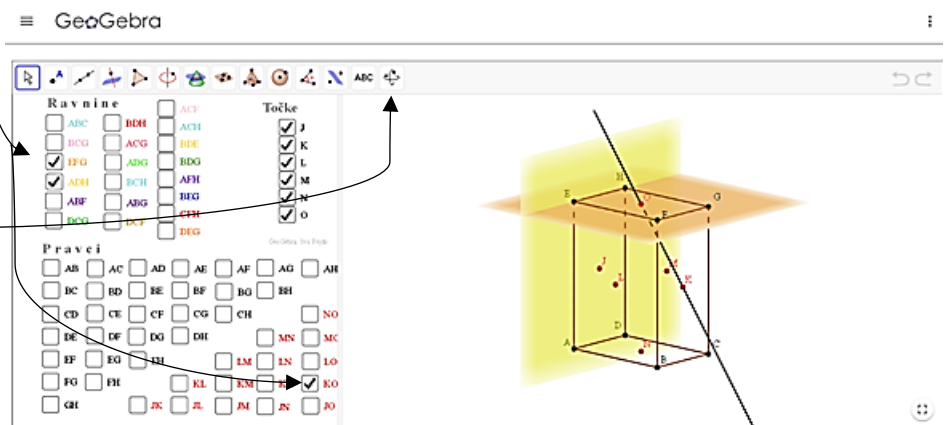 GeoGebra
ABC
Ravnine
Točke
ABC BDH ACF J
BCG ACG ACH K
EFG ADG BDE L
ADH BCH BDG M
ABF ABG AFH N
DCG DCF BEG O
CFH
DEG
Pravci
AB AC AD AE AF AG AH
BC BD BE BF BG BH
CD CE CF CG CH NO
DE DF DG DH MN
EF EG EH LM LN LO
FG FH KL KM KO
GH JK JL JM JN JO
H
E O G
F
J M
L K
D
A N C
B